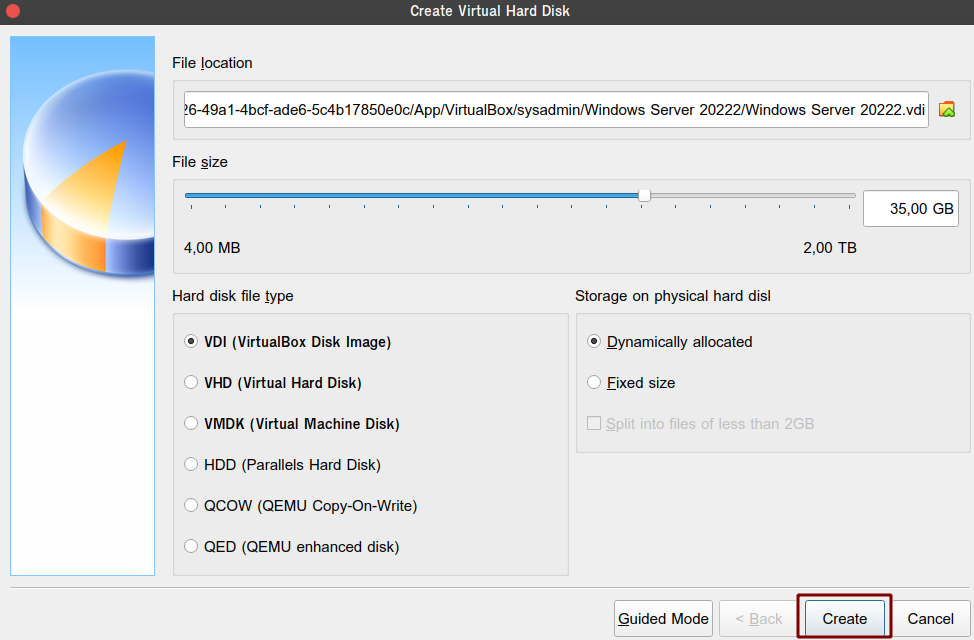 Create Virtual Hard Disk
File location
26-49a1-4bcf-ade6-5c4b17850e0c/App/VirtualBox/sysadmin/Windows Server 20222/Windows Server 20222.vdi
File size
35,00 GB
4,00 MB
2,00 TB
Hard disk file type
Storage on physical hard disl
VDI (VirtualBox Disk Image)
Dynamically allocated
VHD (Virtual Hard Disk)
Fixed size
VMDK (Virtual Machine Disk)
Split into files of less than 2GB
HDD (Parallels Hard Disk)
QCOW (QEMU Copy-On-Write)
QED (QEMU enhanced disk)
Guided Mode
< Back
Create
Cancel